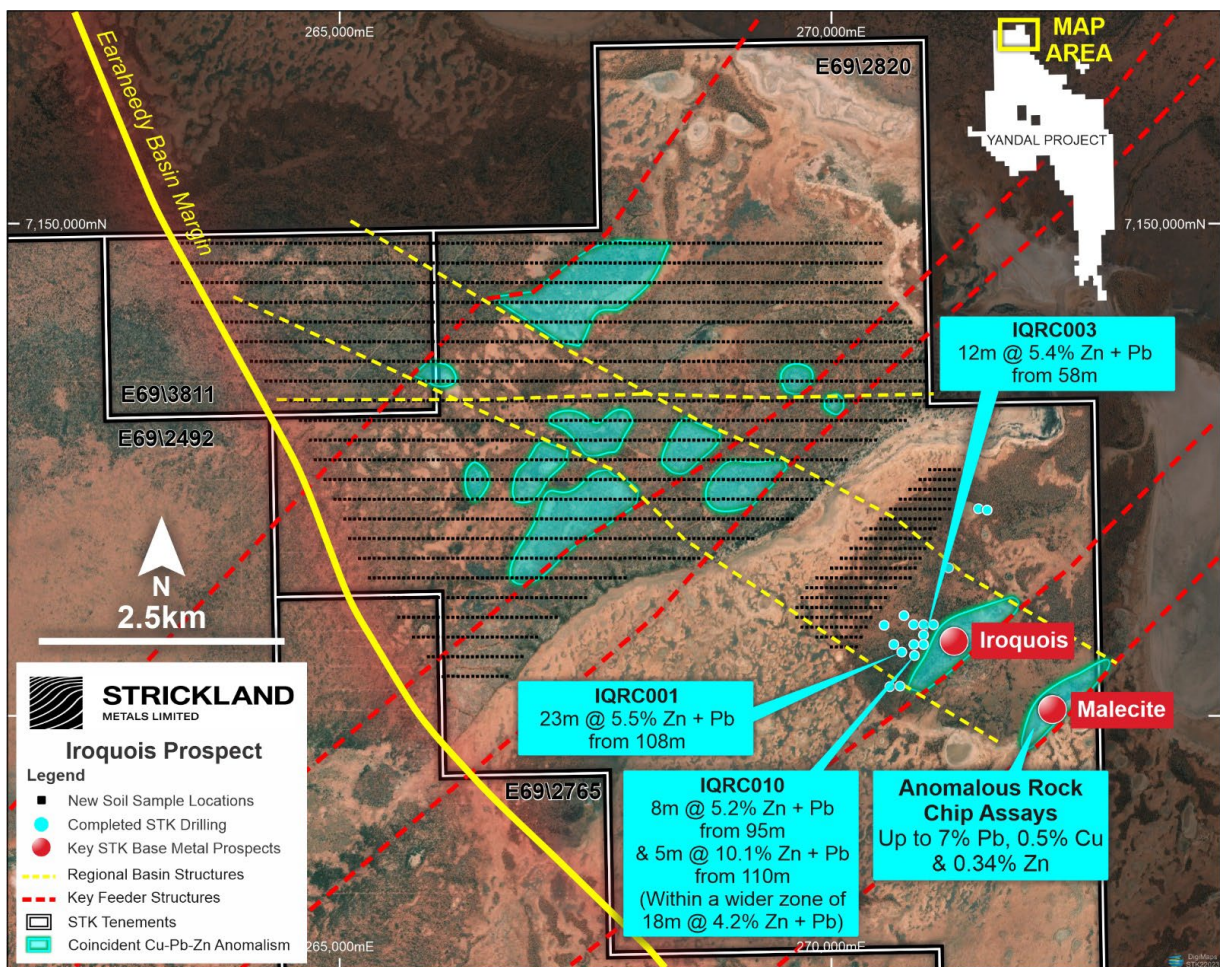 265,000mE
270,000mE
MAP
AREA
E69\2820
YANDAL PROJECT
Earaheedy Basin Margin
7,150,000mN
7,150,000mN
IQRC003
12m @ 5.4% Zn + Pb
from 58m
E69\3811
E69\2492
N
2.5km
Iroquois
Malecite
IQRC001
23m @ 5.5% Zn + Pb
from 108m
IQRC010
8m @ 5.2% Zn + Pb
from 95m
& 5m @ 10.1% Zn + Pb
from 110m
(Within a wider zone of
18m @ 4.2% Zn + Pb)
Anomalous Rock
Chip Assays
Up to 7% Pb, 0.5% Cu
& 0.34% Zn
E69\2765
STRICKLAND
METALS LIMITED
Iroquois Prospect
Legend
New Soil Sample Locations
Completed STK Drilling
Key STK Base Metal Prospects
Regional Basin Structures
Key Feeder Structures
STK Tenements
Coincident Cu-Pb-Zn Anomalism
265,000mE
270,000mE
DigiMaps